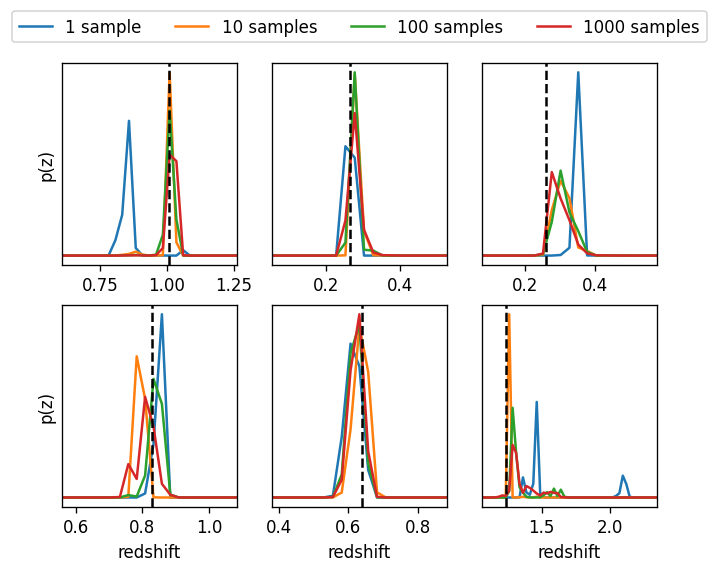 1 sample 10 samples 100 samples 1000 samples
p(z)
0.75 1.00 1.25 0.2 0.4 0.2 0.4
p(z)
0.6 0.8 1.0 0.4 0.6 0.8 1.5 2.0
redshift redshift redshift